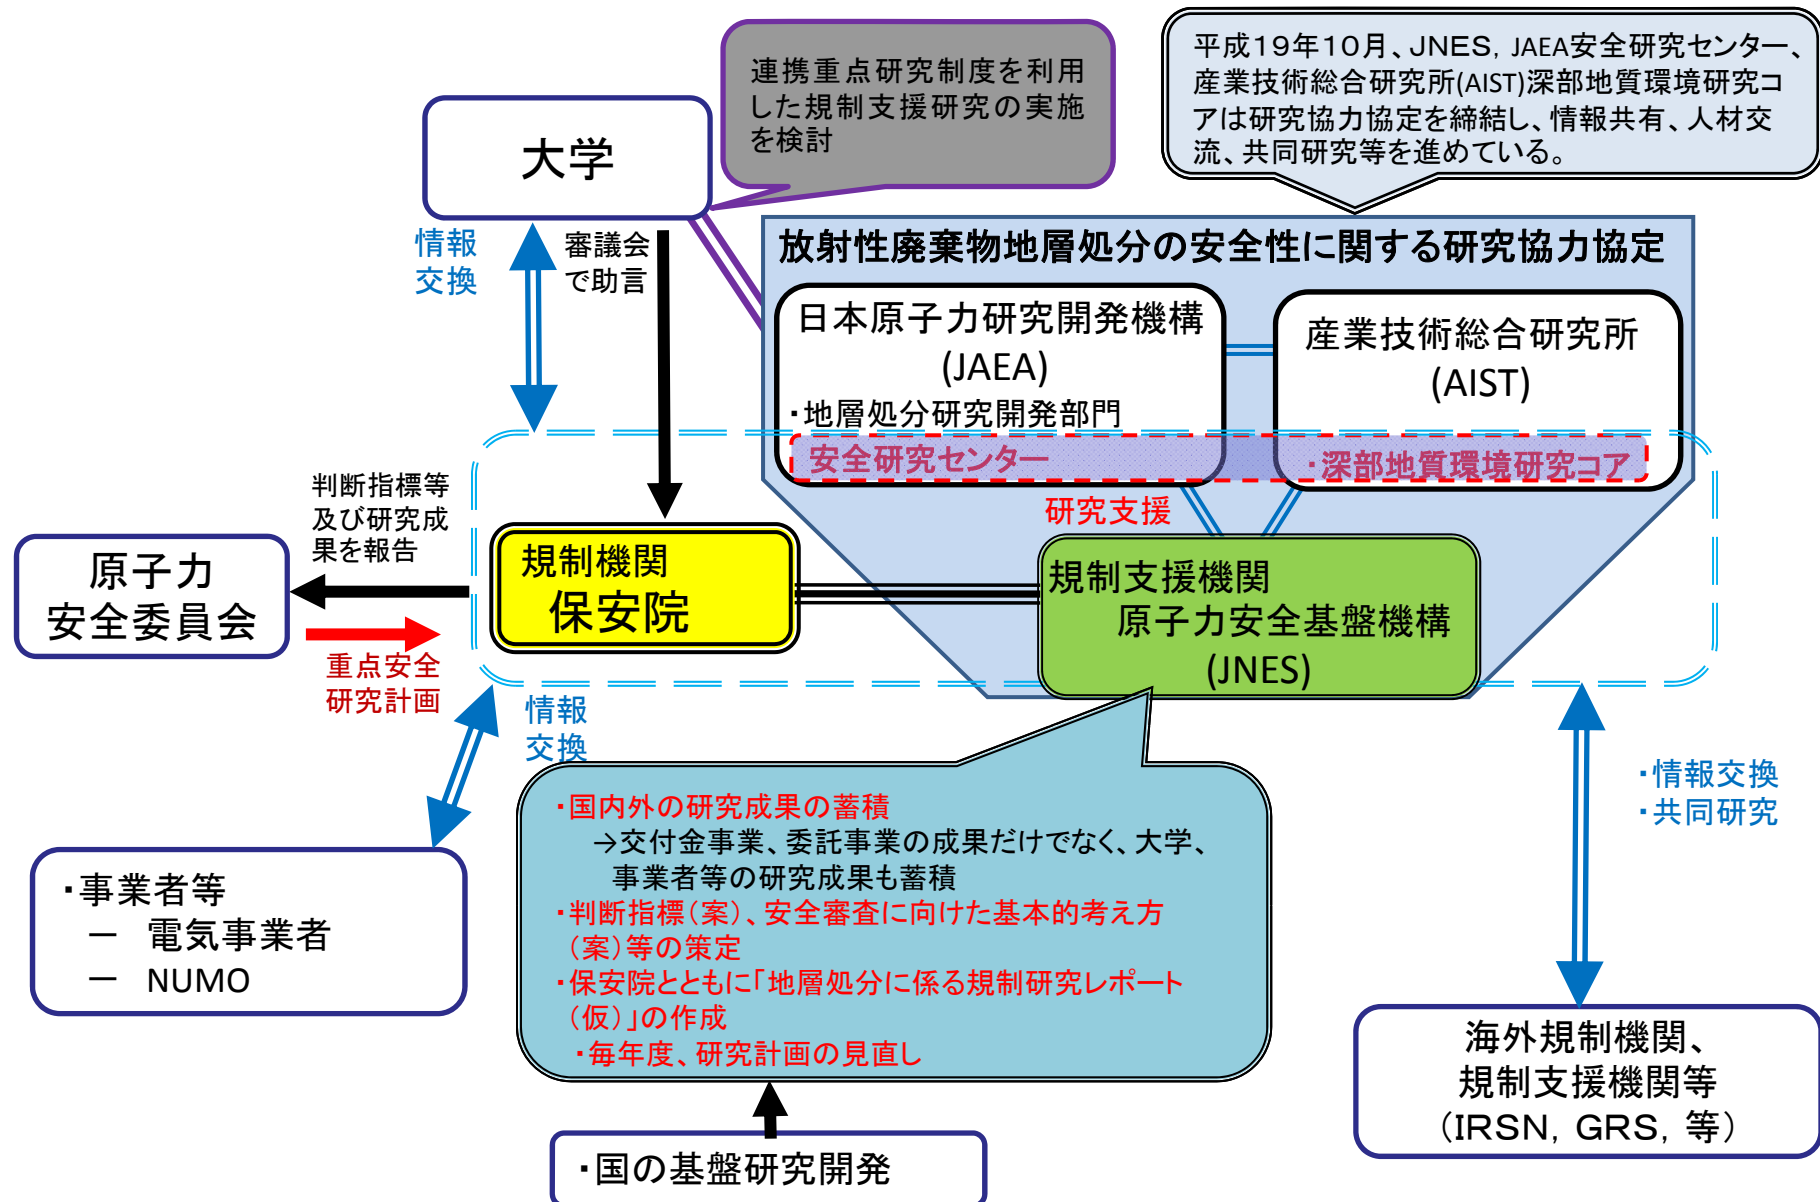 連携重点研究制度を利用
した規制支援研究の実施
を検討
平成19年10月、JNES，JAEA安全研究センター、
産業技術総合研究所(AIST)深部地質環境研究コ
アは研究協力協定を締結し、情報共有、人材交
流、共同研究等を進めている。
大学
情報
交換
審議会
で助言
放射性廃棄物地層処分の安全性に関する研究協力協定
日本原子力研究開発機構
(JAEA)
・地層処分研究開発部門
安全研究センター
産業技術総合研究所
(AIST)
・深部地質環境研究コア
研究支援
判断指標等
及び研究成
果を報告
原子力
安全委員会
重点安全
研究計画
規制機関
保安院
規制支援機関
原子力安全基盤機構
(JNES)
情報
交換
・事業者等
－ 電気事業者
－ NUMO
・国内外の研究成果の蓄積
→交付金事業、委託事業の成果だけでなく、大学、
事業者等の研究成果も蓄積
・判断指標（案）、安全審査に向けた基本的考え方
（案）等の策定
・保安院とともに「地層処分に係る規制研究レポート
（仮）」の作成
・毎年度、研究計画の見直し
・国の基盤研究開発
・情報交換
・共同研究
海外規制機関、
規制支援機関等
（IRSN，GRS，等）